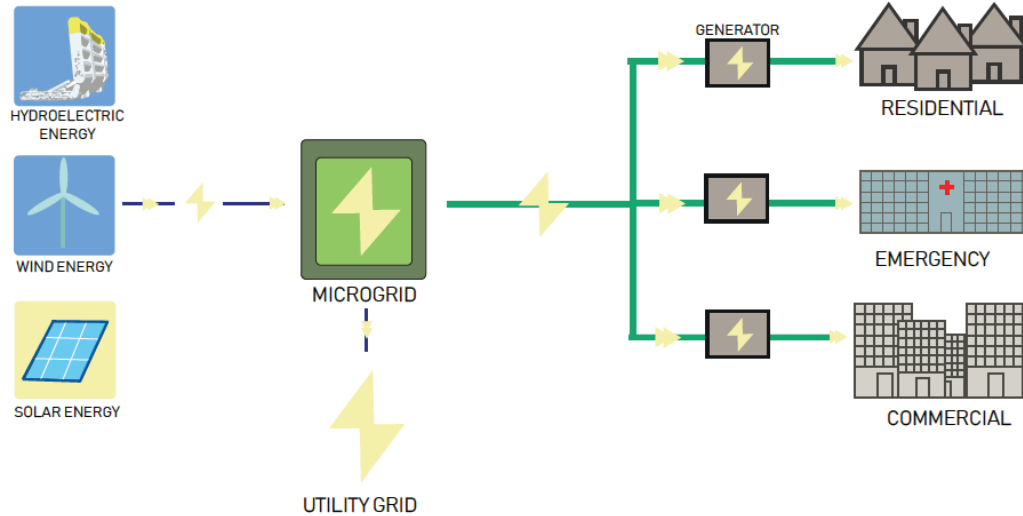 HYDROELECTRIC
ENERGY
WIND ENERGY
SOLAR ENERGY
MICROGRID
UTILITY GRID
GENERATOR
RESIDENTIAL
EMERGENCY
COMMERCIAL